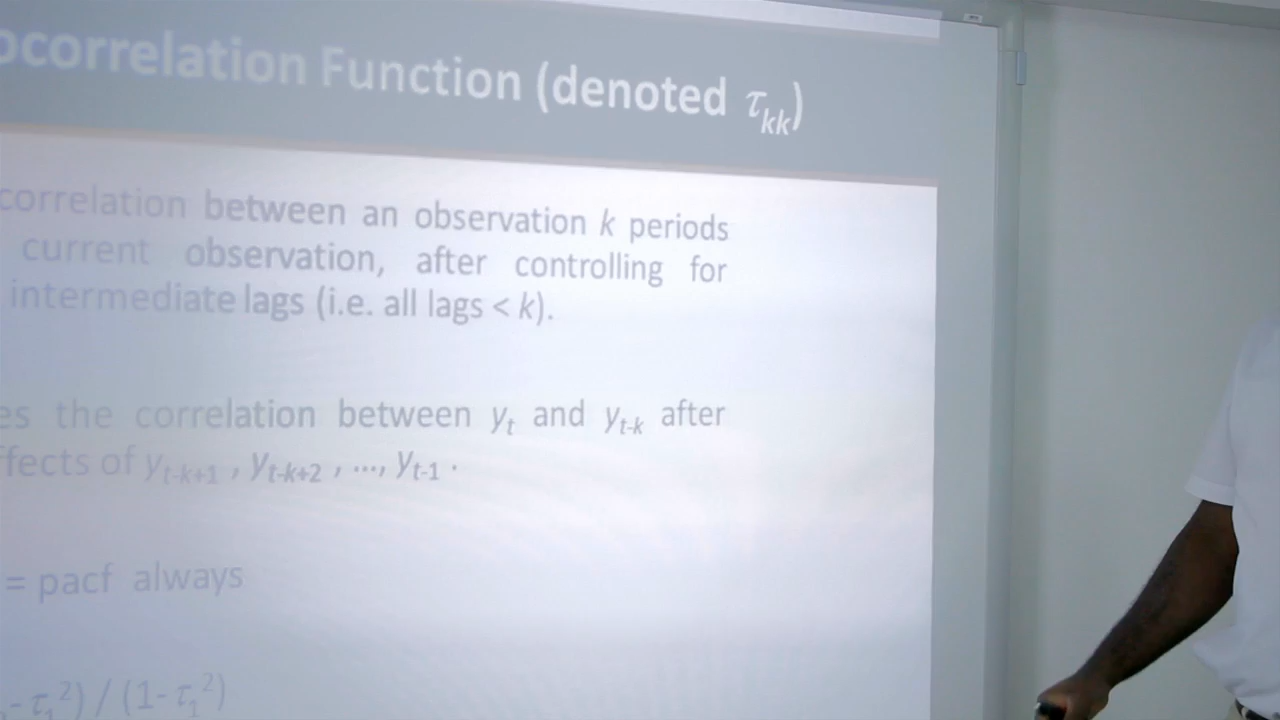 ocorrelation Function (denoted τkk)
correlation between an observation k periods
current observation, after controlling for
intermediate lags (i.e. all lags < k).
es the correlation between yt and yt-k after
ffects of yt-k+1 , yt-k+2 , ..., yt-1 .
= pacf always
- τ1²) / (1- τ1²)